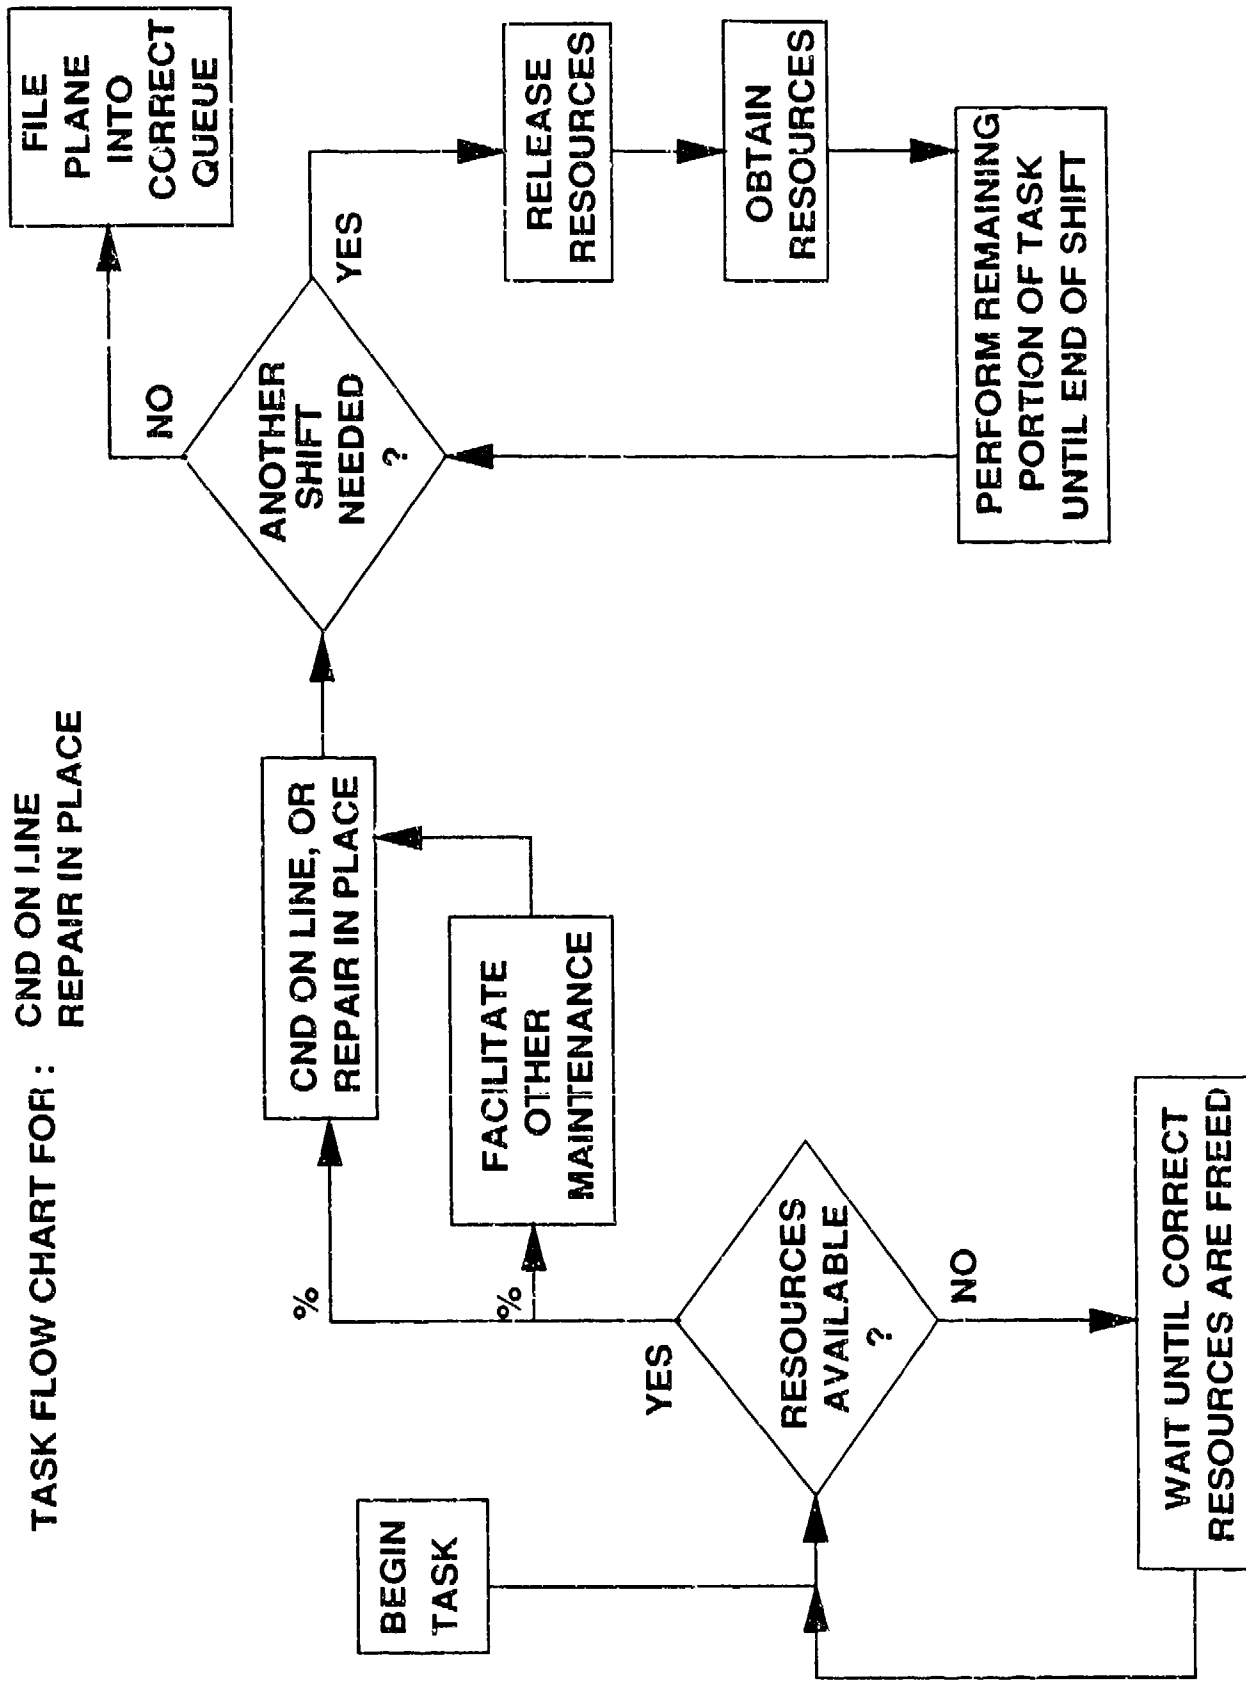 TASK FLOW CHART FOR : CND ON LINE
REPAIR IN PLACE
BEGIN
TASK
RESOURCES
AVAILABLE
?
YES
NO
WAIT UNTIL CORRECT
RESOURCES ARE FREED
%
%
FACILITATE
OTHER
MAINTENANCE
CND ON LINE, OR
REPAIR IN PLACE
ANOTHER
SHIFT
NEEDED
?
NO
YES
FILE
PLANE
INTO
CORRECT
QUEUE
RELEASE
RESOURCES
OBTAIN
RESOURCES
PERFORM REMAINING
PORTION OF TASK
UNTIL END OF SHIFT